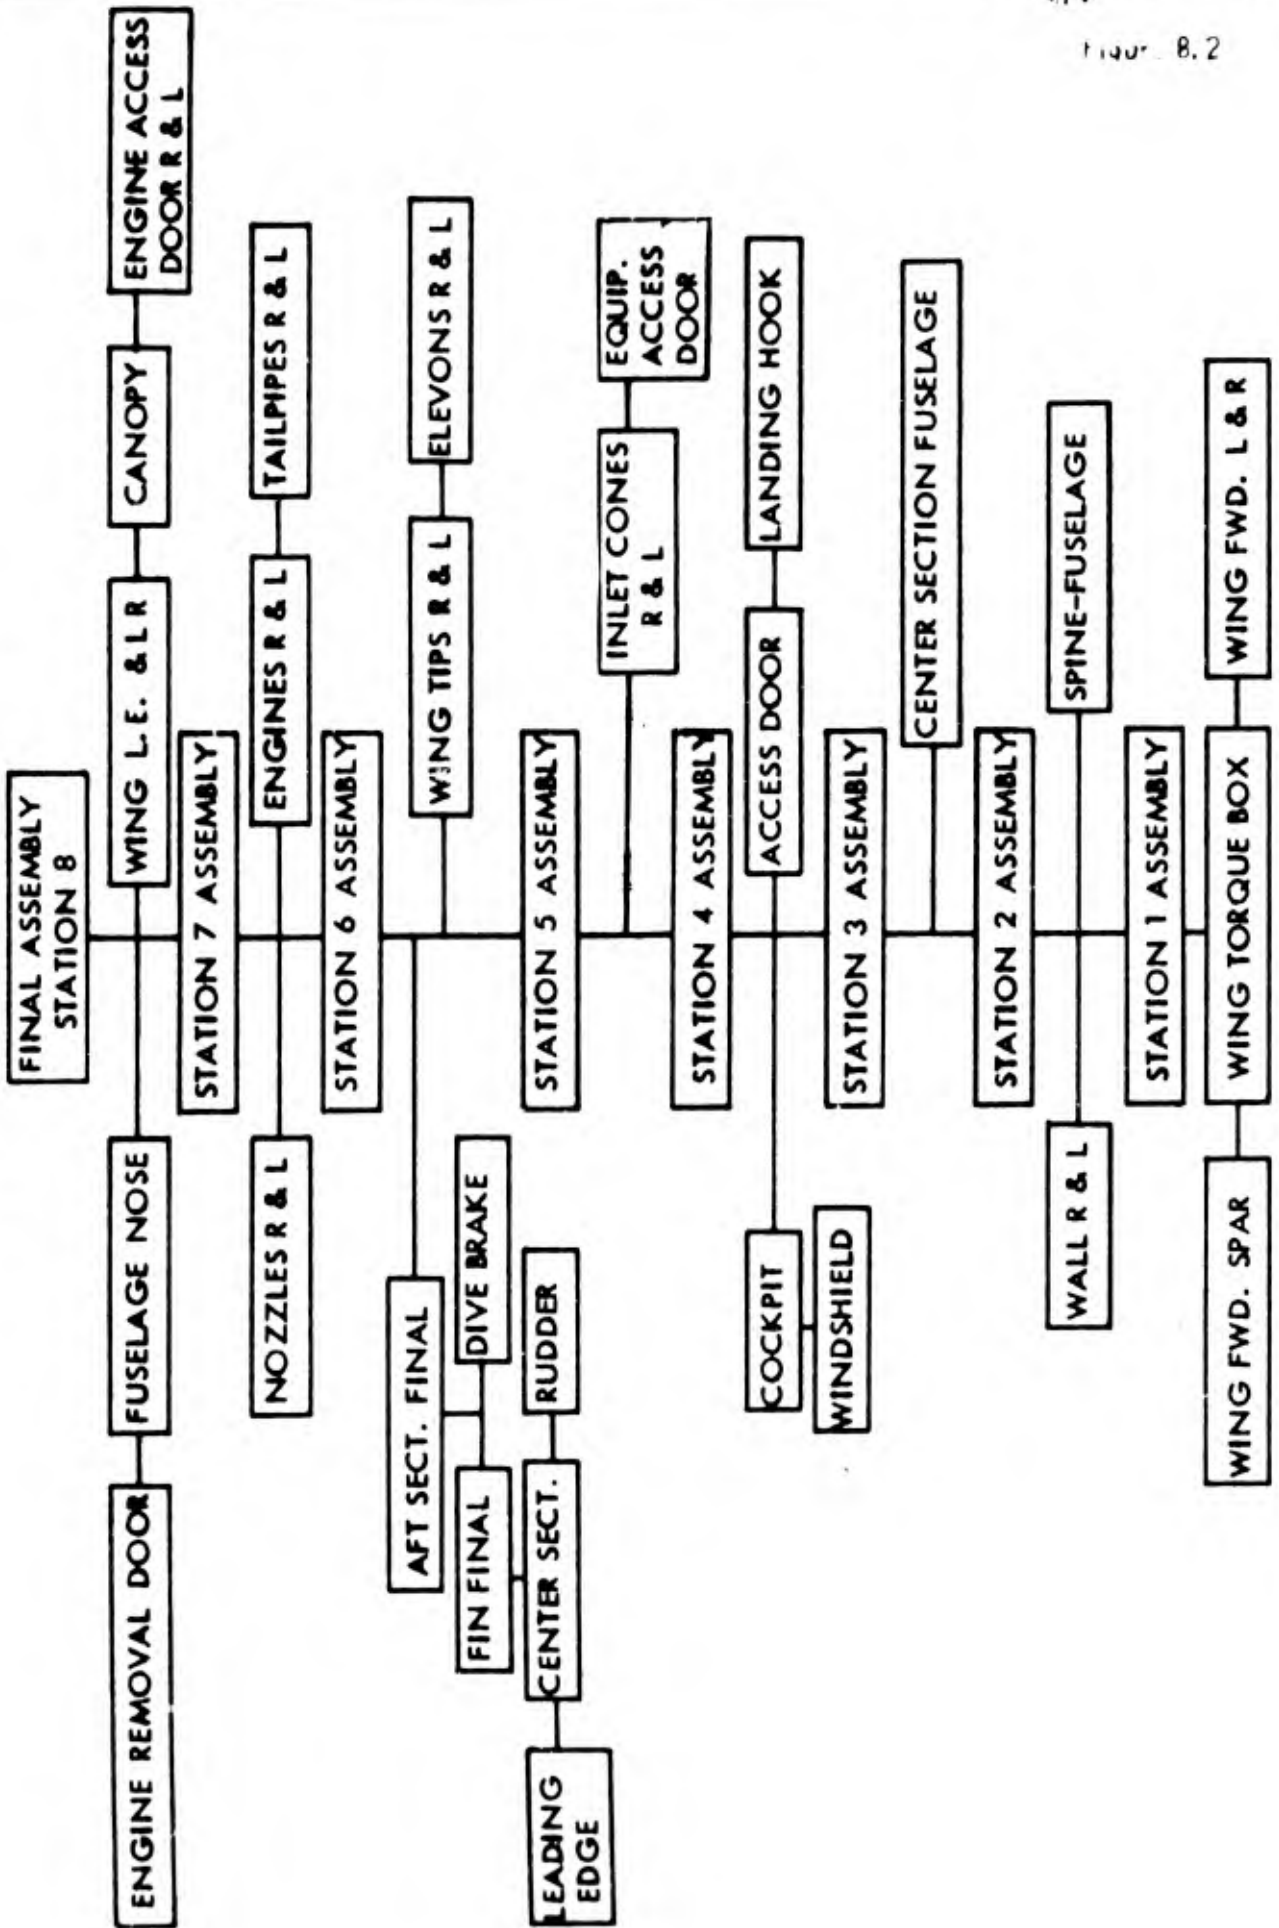 Figur 8.2
FINAL ASSEMBLY
STATION 8
ENGINE REMOVAL DOOR
FUSELAGE NOSE
WING L.E. & L R
CANOPY
ENGINE ACCESS
DOOR R & L
STATION 7 ASSEMBLY
NOZZLES R & L
ENGINES R & L
TAILPIPES R & L
STATION 6 ASSEMBLY
AFT SECT. FINAL
WING TIPS R & L
ELEVONS R & L
FIN FINAL
DIVE BRAKE
LEADING
EDGE
CENTER SECT.
RUDDER
STATION 5 ASSEMBLY
INLET CONES
R & L
EQUIP.
ACCESS
DOOR
STATION 4 ASSEMBLY
COCKPIT
WINDSHIELD
ACCESS DOOR
LANDING HOOK
STATION 3 ASSEMBLY
CENTER SECTION FUSELAGE
STATION 2 ASSEMBLY
WALL R & L
SPINE-FUSELAGE
STATION 1 ASSEMBLY
WING FWD. SPAR
WING TORQUE BOX
WING FWD. L & R